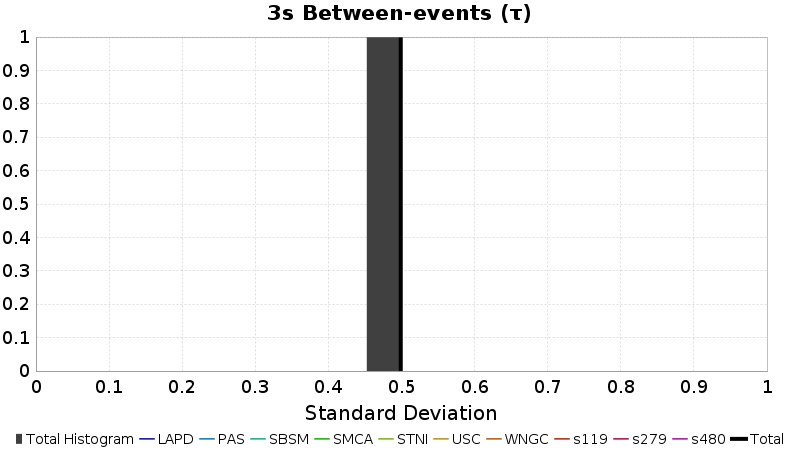 3s Between-events (τ)
1
0.9
0.8
0.7
0.6
0.5
0.4
0.3
0.2
0.1
0
0 0.1 0.2 0.3 0.4 0.5 0.6 0.7 0.8 0.9 1
Standard Deviation
Total Histogram LAPD PAS SBSM SMCA STNI USC WNGC s119 s279 s480 Total